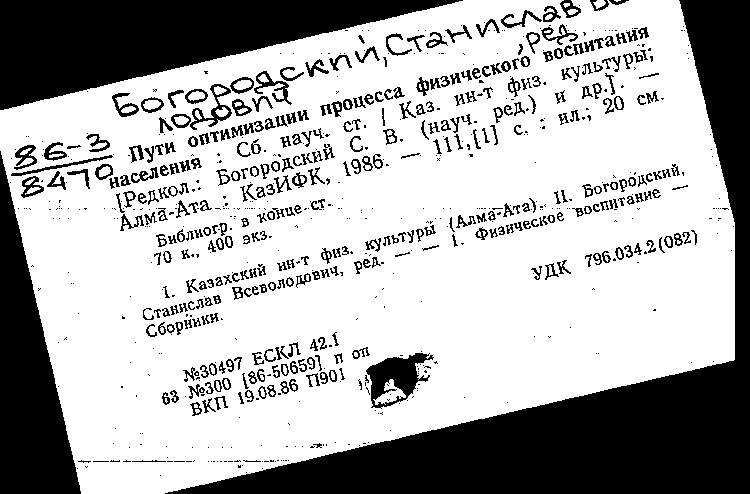 Богородский, Станислав Все-
лодович, ред.
86-3
8470
Пути оптимизации процесса физического воспитания
населения : Сб. науч. ст. / Каз. ин-т физ. культуры;
[Редкол.: Богородский С. В. (науч. ред.) и др.]. —
Алма-Ата : КазИФК, 1986. — 111,[1] с. : ил.; 20 см.
Библиогр. в конце ст.
70 к., 400 экз.
I. Казахский ин-т физ. культуры (Алма-Ата). II. Богородский,
Станислав Всеволодович, ред. — — 1. Физическое воспитание —
Сборники.
УДК 796.034.2(082)
№30497 ЕСКЛ 42.1
63 №300 [86-50659] п оп
ВКП 19.08.86 П901